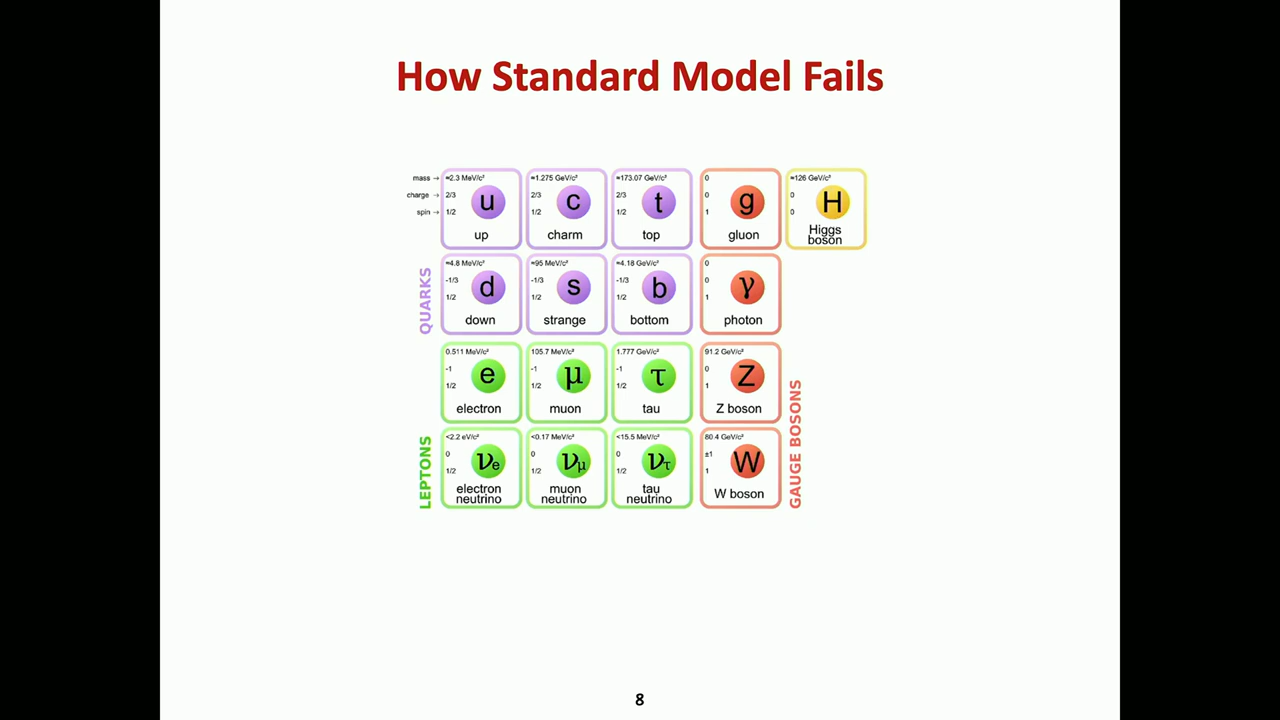 How Standard Model Fails
mass → ≈2.3 MeV/c² ≈1.275 GeV/c² ≈173.07 GeV/c² 0 ≈126 GeV/c²
charge → 2/3 u 2/3 c 2/3 t 0 g 0 H
spin → 1/2 1/2 1/2 1 0
up charm top gluon Higgs boson
QUARKS
≈4.8 MeV/c² ≈95 MeV/c² ≈4.18 GeV/c² 0
-1/3 d -1/3 s -1/3 b 0 γ
1/2 1/2 1/2 1
down strange bottom photon
0.511 MeV/c² 105.7 MeV/c² 1.777 GeV/c² 91.2 GeV/c²
-1 e -1 μ -1 τ 0 Z
1/2 1/2 1/2 1
electron muon tau Z boson
LEPTONS
<2.2 eV/c² <0.17 MeV/c² <15.5 MeV/c² 80.4 GeV/c²
0 νe 0 νμ 0 ντ ±1 W
1/2 1/2 1/2 1
electron neutrino muon neutrino tau neutrino W boson
GAUGE BOSONS
8